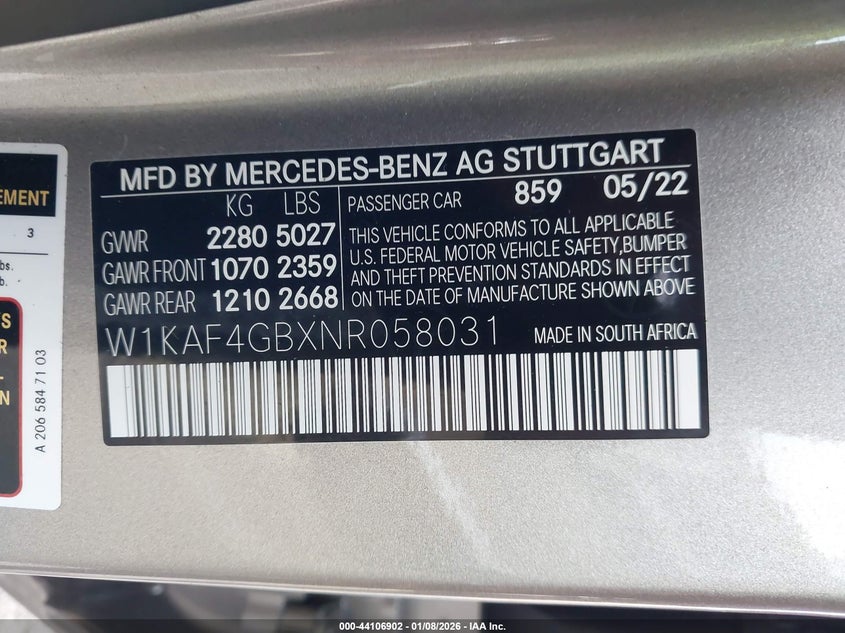 MFD BY MERCEDES-BENZ AG STUTTGART
KG LBS
GVWR 2280 5027
GAWR FRONT 1070 2359
GAWR REAR 1210 2668
PASSENGER CAR 859 05/22
THIS VEHICLE CONFORMS TO ALL APPLICABLE
U.S. FEDERAL MOTOR VEHICLE SAFETY,BUMPER
AND THEFT PREVENTION STANDARDS IN EFFECT
ON THE DATE OF MANUFACTURE SHOWN ABOVE
W1KAF4GBXNR058031
MADE IN SOUTH AFRICA
3
A 206 584 71 03
000-44106902 - 01/08/2026 - IAA Inc.